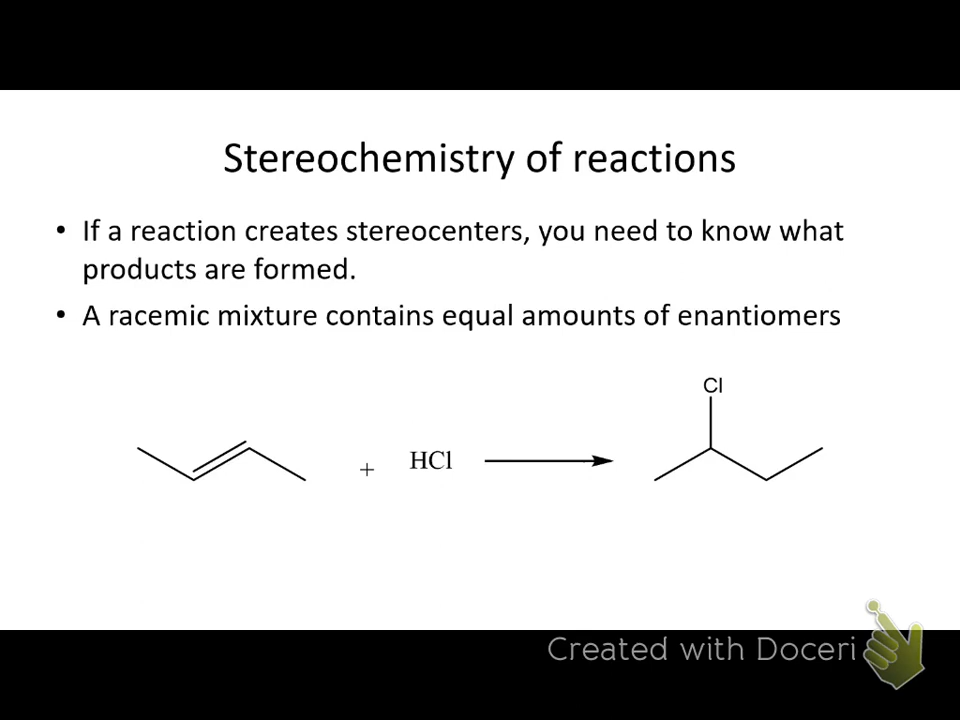 Stereochemistry of reactions
• If a reaction creates stereocenters, you need to know what
products are formed.
• A racemic mixture contains equal amounts of enantiomers
Cl
+ HCl
Created with Doceri